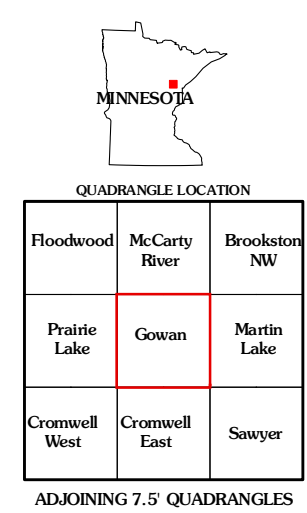 MINNESOTA
QUADRANGLE LOCATION
Floodwood
McCarty
River
Brookston
NW
Prairie
Lake
Gowan
Martin
Lake
Cromwell
West
Cromwell
East
Sawyer
ADJOINING 7.5' QUADRANGLES